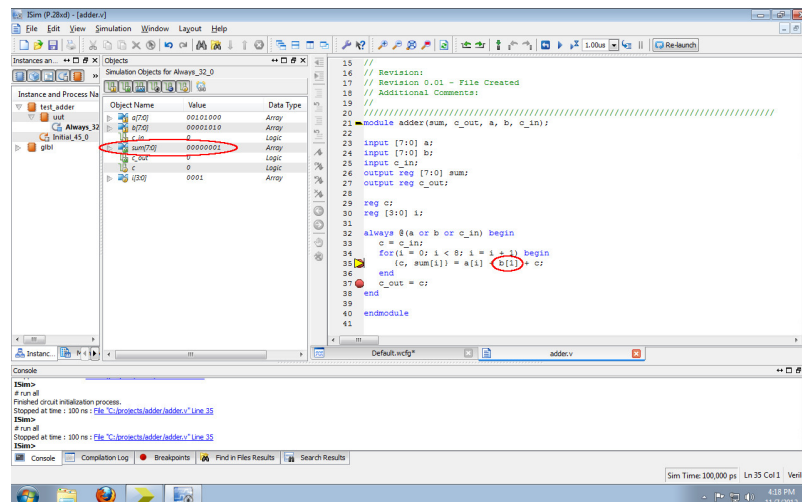 ISim (P.28xd) - [adder.v]
File Edit View Simulation Window Layout Help
1.00us Re-launch
Instances an... Objects
Simulation Objects for Always_32_0
Instance and Process Na
test_adder
uut
Always_32
Initial_45_0
glbl
Object Name Value Data Type
a[7:0] 00101000 Array
b[7:0] 00001010 Array
c_in 0 Logic
sum[7:0] 00000001 Array
c_out 0 Logic
c 0 Logic
i[3:0] 0001 Array
15 //
16 // Revision:
17 // Revision 0.01 - File Created
18 // Additional Comments:
19 //
20 //////////////////////////////////////////////////////////////////////////////////
21 module adder(sum, c_out, a, b, c_in);
22
23 input [7:0] a;
24 input [7:0] b;
25 input c_in;
26 output reg [7:0] sum;
27 output reg c_out;
28
29 reg c;
30 reg [3:0] i;
31
32 always @(a or b or c_in) begin
33 c = c_in;
34 for(i = 0; i < 8; i = i + 1) begin
35 {c, sum[i]} = a[i] + b[1] + c;
36 end
37 c_out = c;
38 end
39
40 endmodule
41
Instanc... Default.wcfg* adder.v
Console
ISim>
# run all
Finished circuit initialization process.
Stopped at time : 100 ns : File "C:/projects/adder/adder.v" Line 35
ISim>
# run all
Stopped at time : 100 ns : File "C:/projects/adder/adder.v" Line 35
ISim>
Console Compilation Log Breakpoints Find in Files Results Search Results
Sim Time: 100,000 ps Ln 35 Col 1 Veril
4:18 PM